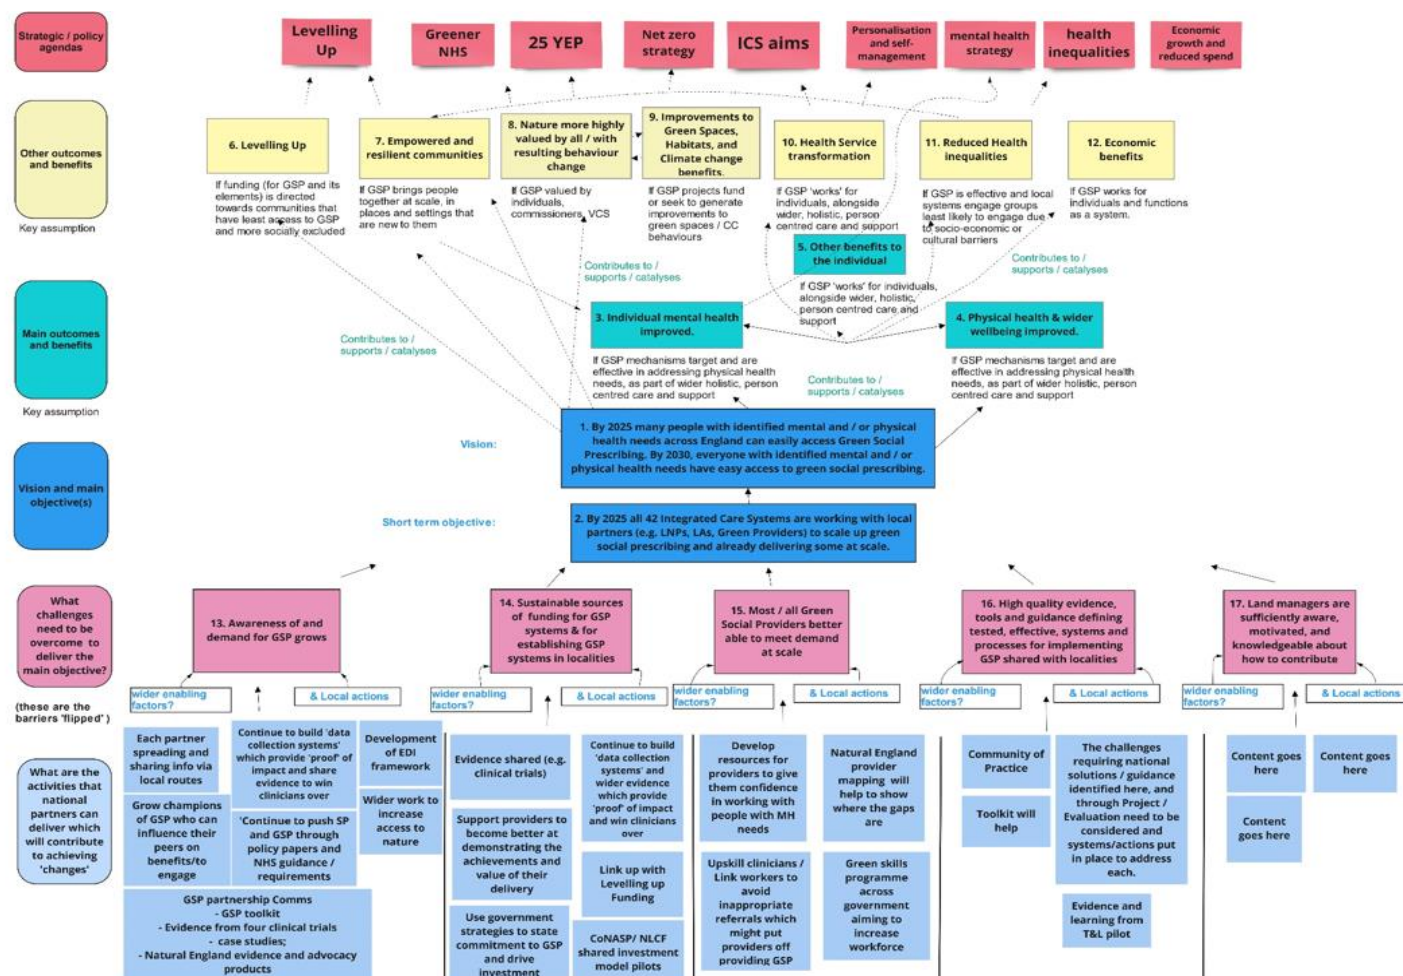 Strategic / policy
agendas
Levelling
Up
Greener
NHS
25 YEP
Net zero
strategy
ICS aims
Personalisation
and self-
management
mental health
strategy
health
inequalities
Economic
growth and
reduced spend
Other outcomes
and benefits
Key assumption
6. Levelling Up
If funding (for GSP and its
elements) is directed
towards communities that
have least access to GSP
and more socially excluded
7. Empowered and
resilient communities
If GSP brings people
together at scale, in
places and settings that
are new to them
8. Nature more highly
valued by all / with
resulting behaviour
change
If GSP valued by
individuals,
commssioners, VCS
9. Improvements to
Green Spaces,
Habitats, and
Climate change
benefits.
If GSP projects fund
or seek to generate
improvements to
green spaces / CC
behaviours
10. Health Service
transformation
If GSP 'works' for
individuals, alongside
wider, holistic, person
centred care and support
11. Reduced Health
inequalities
If GSP is effective and local
systems engage groups
least likely to engage due
to socio-economic or
cultural barriers
12. Economic
benefits
If GSP works for
individuals and functions
as a system.
Main outcomes
and benefits
Key assumption
5. Other benefits to
the individual
If GSP 'works' for individuals,
alongside wider, holistic,
person centred care and
support
Contributes to /
supports / catalyses
Contributes to /
supports / catalyses
Contributes to /
supports / catalyses
3. Individual mental health
improved.
If GSP mechanisms target and are
effective in addressing physical health
needs, as part of wider holistic, person
centred care and support
Contributes to /
supports / catalyses
4. Physical health & wider
wellbeing improved.
If GSP mechanisms target and are
effective in addressing physical health
needs, as part of wider holistic, person
centred care and support
Vision and main
objective(s)
Vision:
1. By 2025 many people with identified mental and / or physical
health needs across England can easily access Green Social
Prescribing. By 2030, everyone with identified mental and / or
physical health needs have easy access to green social prescribing.
Short term objective:
2. By 2025 all 42 Integrated Care Systems are working with local
partners (e.g. LNPs, LAs, Green Providers) to scale up green
social prescribing and already delivering some at scale.
What
challenges
need to be
overcome to
deliver the
main objective?
(these are the
barriers 'flipped' )
13. Awareness of and
demand for GSP grows
wider enabling
factors?
& Local actions
14. Sustainable sources
of funding for GSP
systems & for
establishing GSP
systems in localities
wider enabling
factors?
& Local actions
15. Most / all Green
Social Providers better
able to meet demand
at scale
wider enabling
factors?
& Local actions
16. High quality evidence,
tools and guidance defining
tested, effective, systems and
processes for implementing
GSP shared with localities
wider enabling
factors?
& Local actions
17. Land managers are
sufficiently aware,
motivated, and
knowledgeable about
how to contribute
wider enabling
factors?
& Local actions
What are the
activities that
national
partners can
deliver which
will contribute
to achieving
'changes'
Each partner
spreading and
sharing info via
local routes
Continue to build 'data
collection systems'
which provide 'proof' of
impact and share
evidence to win
clinicians over
Development
of EDI
framework
Grow champions
of GSP who can
influence their
peers on
benefits/to
engage
'Continue to push SP
and GSP through
policy papers and
NHS guidance /
requirements
Wider work to
increase
access to
nature
GSP partnership Comms
- GSP toolkit
- Evidence from four clinical trials
- case studies;
- Natural England evidence and advocacy
products
Evidence shared (e.g.
clinical trials)
Continue to build
'data collection
systems' and wider
evidence which
provide 'proof' of
impact and win
clinicians over
Support providers to
become better at
demonstrating the
achievements and
value of their
delivery
Link up with
Levelling up
Funding
Use government
strategies to state
commitment to GSP
and drive
investment
CoNASP/ NLCF
shared investment
model pilots
Develop
resources for
providers to give
them confidence
in working with
people with MH
needs
Natural England
provider
mapping will
help to show
where the gaps
are
Upskill clinicians /
Link workers to
avoid
inappropriate
referrals which
might put
providers off
providing GSP
Green skills
programme
across
government
aiming to
increase
workforce
Community of
Practice
Toolkit will
help
The challenges
requiring national
solutions / guidance
identified here, and
through Project /
Evaluation need to be
considered and
systems/actions put
in place to address
each.
Evidence and
learning from
T&L pilot
Content goes
here
Content goes
here
Content
goes here